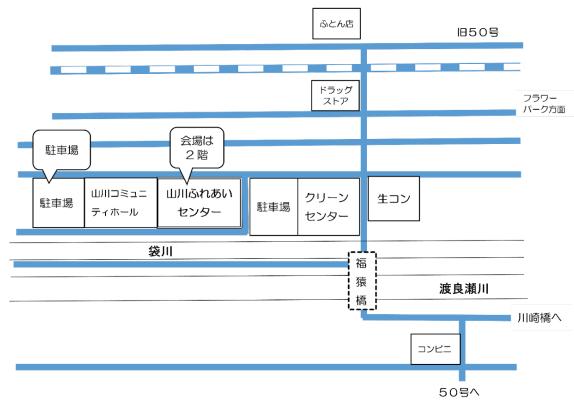 ふとん店
旧５０号
ドラッグ
ストア
フラワー
パーク方面
駐車場
会場は
２階
駐車場
山川コミュニ
ティホール
山川ふれあい
センター
駐車場
クリーン
センター
生コン
袋川
福
猿
橋
渡良瀬川
川崎橋へ
コンビニ
５０号へ